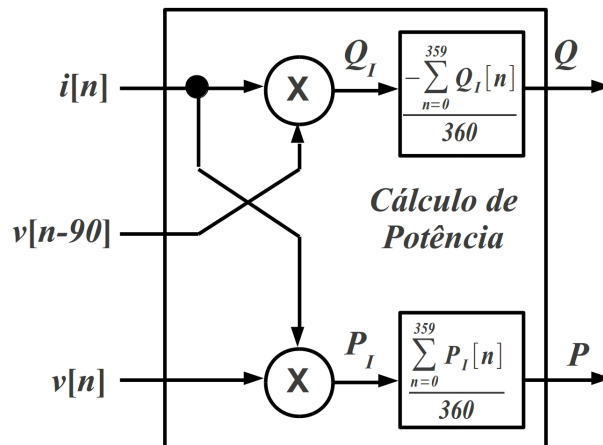 i[n]
X
Q_I
-∑_{n=0}^{359} Q_I[n]
360
Q
v[n-90]
Cálculo de
Potência
v[n]
X
P_I
∑_{n=0}^{359} P_I[n]
360
P